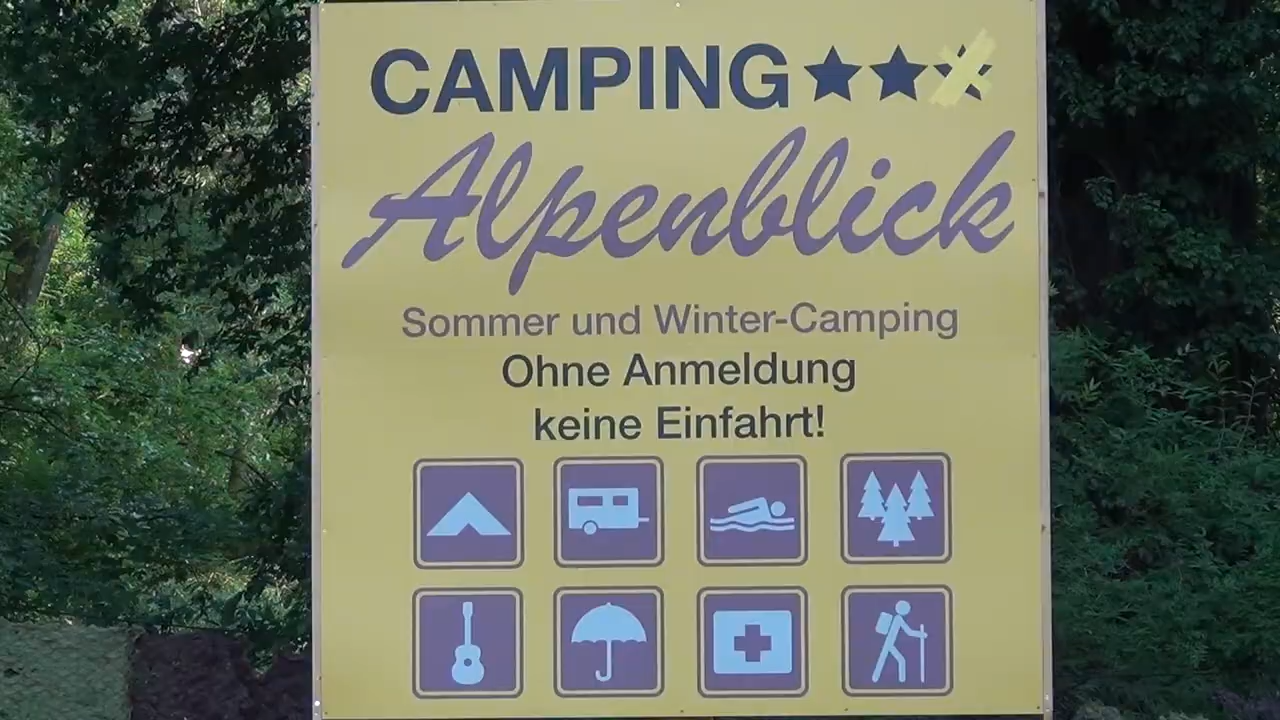 CAMPING
Alpenblick
Sommer und Winter-Camping
Ohne Anmeldung
keine Einfahrt!